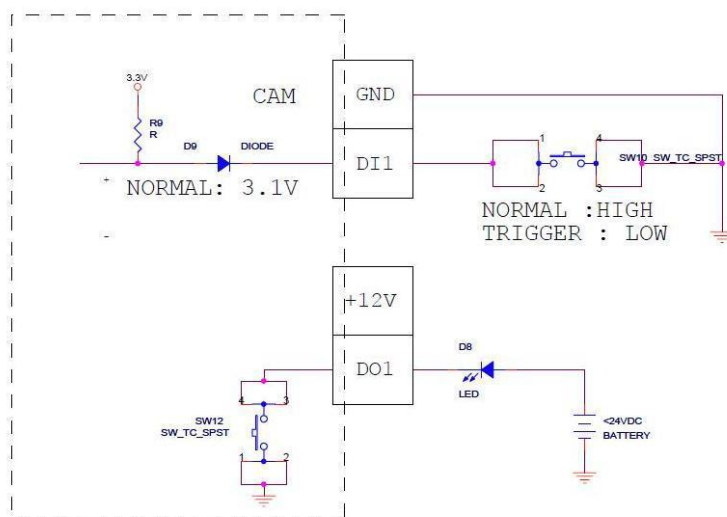 3.3V
R9
R
CAM
GND
D9
DIODE
DI1
NORMAL: 3.1V
+
-
1
4
2
3
SW10 SW_TC_SPST
NORMAL :HIGH
TRIGGER : LOW
+12V
DO1
D8
LED
<24VDC
BATTERY
4
3
SW12
SW_TC_SPST
1
2